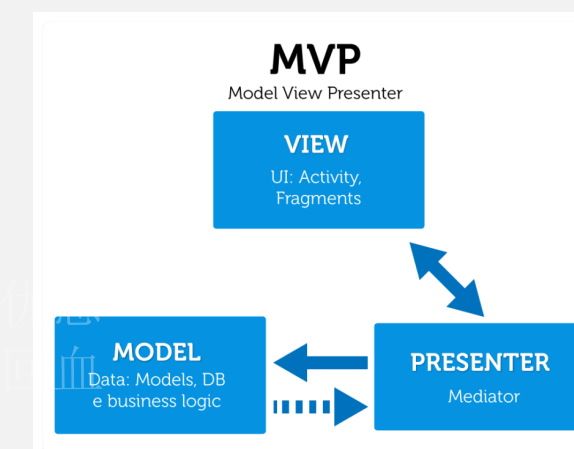 MVP
Model View Presenter
VIEW
UI: Activity,
Fragments
MODEL
Data: Models, DB
e business logic
PRESENTER
Mediator